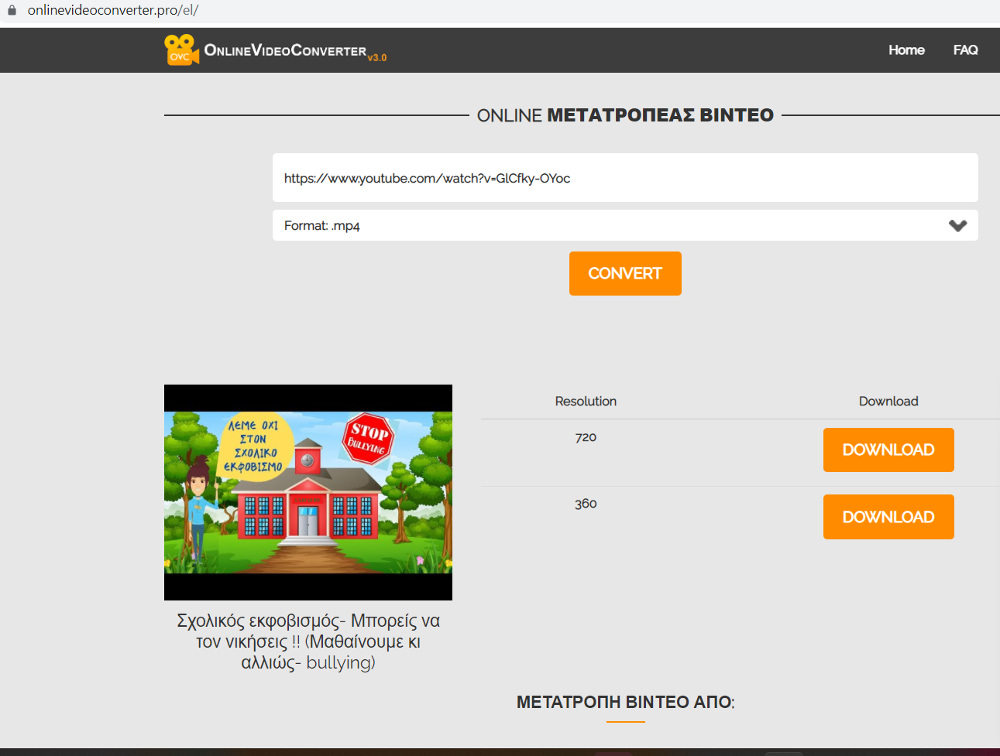 onlinevideoconverter.pro/el/
OVC
ONLINEVIDEOCONVERTER v3.0
Home
FAQ
ONLINE ΜΕΤΑΤΡΟΠΕΑΣ ΒΙΝΤΕΟ
https://www.youtube.com/watch?v=GlCfky-OYoc
Format: .mp4
CONVERT
Resolution
Download
720
DOWNLOAD
360
DOWNLOAD
ΛΕΜΕ ΟΧΙ
ΣΤΟΝ
ΣΧΟΛΙΚΟ
ΕΚΦΟΒΙΣΜΟ
STOP
BULLYING
Σχολικός εκφοβισμός- Μπορείς να
τον νικήσεις !! (Μαθαίνουμε κι
αλλιώς- bullying)
ΜΕΤΑΤΡΟΠΗ ΒΙΝΤΕΟ ΑΠΟ: